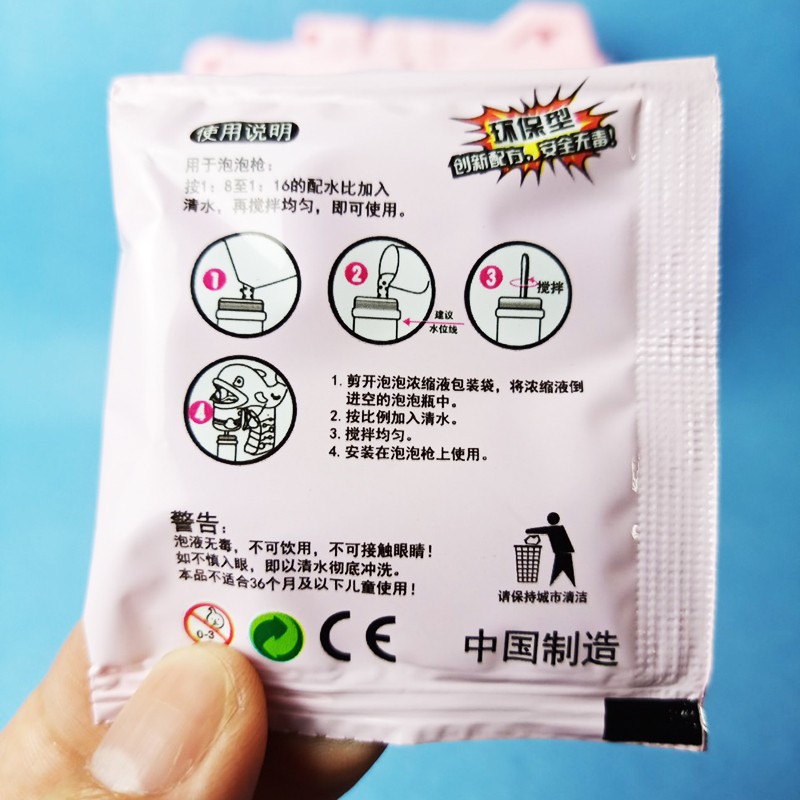 使用说明
环保型
创新配方，安全无毒！
用于泡泡枪：
按1：8至1：16的配水比加入
清水，再搅拌均匀，即可使用。
1
2
3
搅拌
建议
水位线
4
1. 剪开泡泡浓缩液包装袋，将浓缩液倒
进空的泡泡瓶中。
2. 按比例加入清水。
3. 搅拌均匀。
4. 安装在泡泡枪上使用。
警告：
泡液无毒，不可饮用，不可接触眼睛！
如不慎入眼，即以清水彻底冲洗。
本品不适合36个月及以下儿童使用！
请保持城市清洁
0-3
CE
中国制造